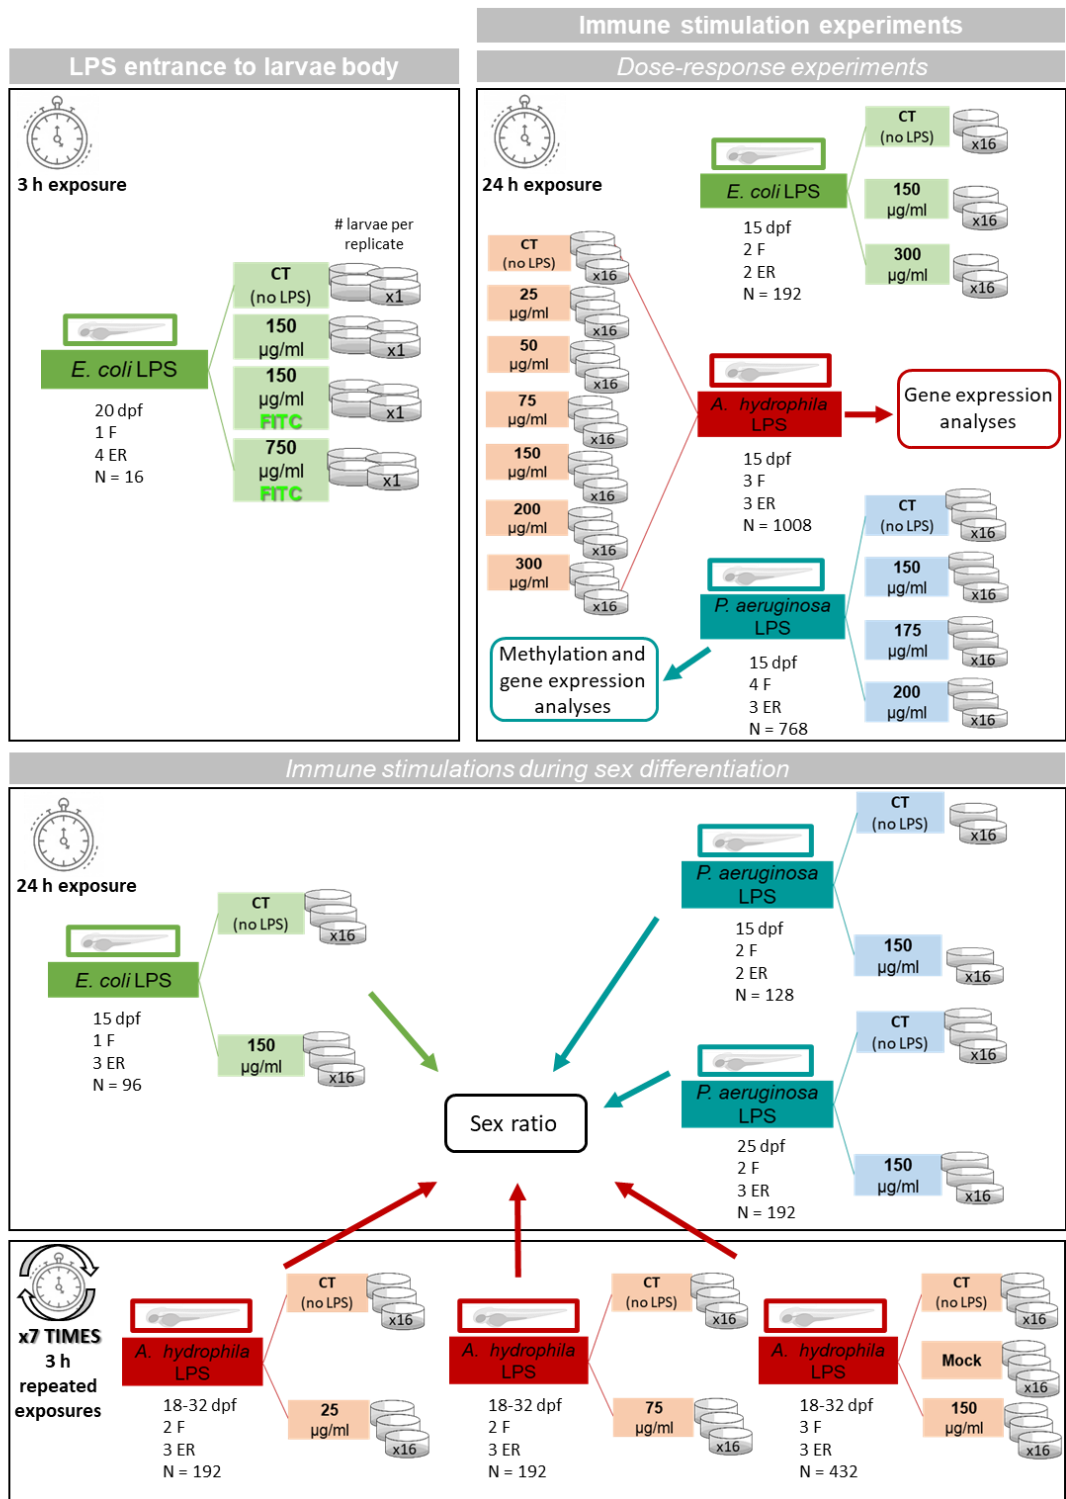 Immune stimulation experiments
LPS entrance to larvae body
Dose-response experiments
3 h exposure
# larvae per
replicate
CT
(no LPS)
x1
150
µg/ml
x1
E. coli LPS
150
µg/ml
FITC
x1
750
µg/ml
FITC
x1
20 dpf
1 F
4 ER
N = 16
24 h exposure
E. coli LPS
15 dpf
2 F
2 ER
N = 192
CT
(no LPS)
x16
150
µg/ml
x16
300
µg/ml
x16
CT
(no LPS)
x16
25
µg/ml
x16
50
µg/ml
x16
75
µg/ml
x16
150
µg/ml
x16
200
µg/ml
x16
300
µg/ml
x16
A. hydrophila
LPS
15 dpf
3 F
3 ER
N = 1008
Gene expression
analyses
P. aeruginosa
LPS
15 dpf
4 F
3 ER
N = 768
CT
(no LPS)
x16
150
µg/ml
x16
175
µg/ml
x16
200
µg/ml
x16
Methylation and
gene expression
analyses
Immune stimulations during sex differentiation
24 h exposure
E. coli LPS
15 dpf
1 F
3 ER
N = 96
CT
(no LPS)
x16
150
µg/ml
x16
P. aeruginosa
LPS
15 dpf
2 F
2 ER
N = 128
CT
(no LPS)
x16
150
µg/ml
x16
P. aeruginosa
LPS
25 dpf
2 F
3 ER
N = 192
CT
(no LPS)
x16
150
µg/ml
x16
Sex ratio
x7 TIMES
3 h
repeated
exposures
A. hydrophila
LPS
18-32 dpf
2 F
3 ER
N = 192
CT
(no LPS)
x16
25
µg/ml
x16
A. hydrophila
LPS
18-32 dpf
2 F
3 ER
N = 192
CT
(no LPS)
x16
75
µg/ml
x16
A. hydrophila
LPS
18-32 dpf
3 F
3 ER
N = 432
CT
(no LPS)
x16
Mock
x16
150
µg/ml
x16